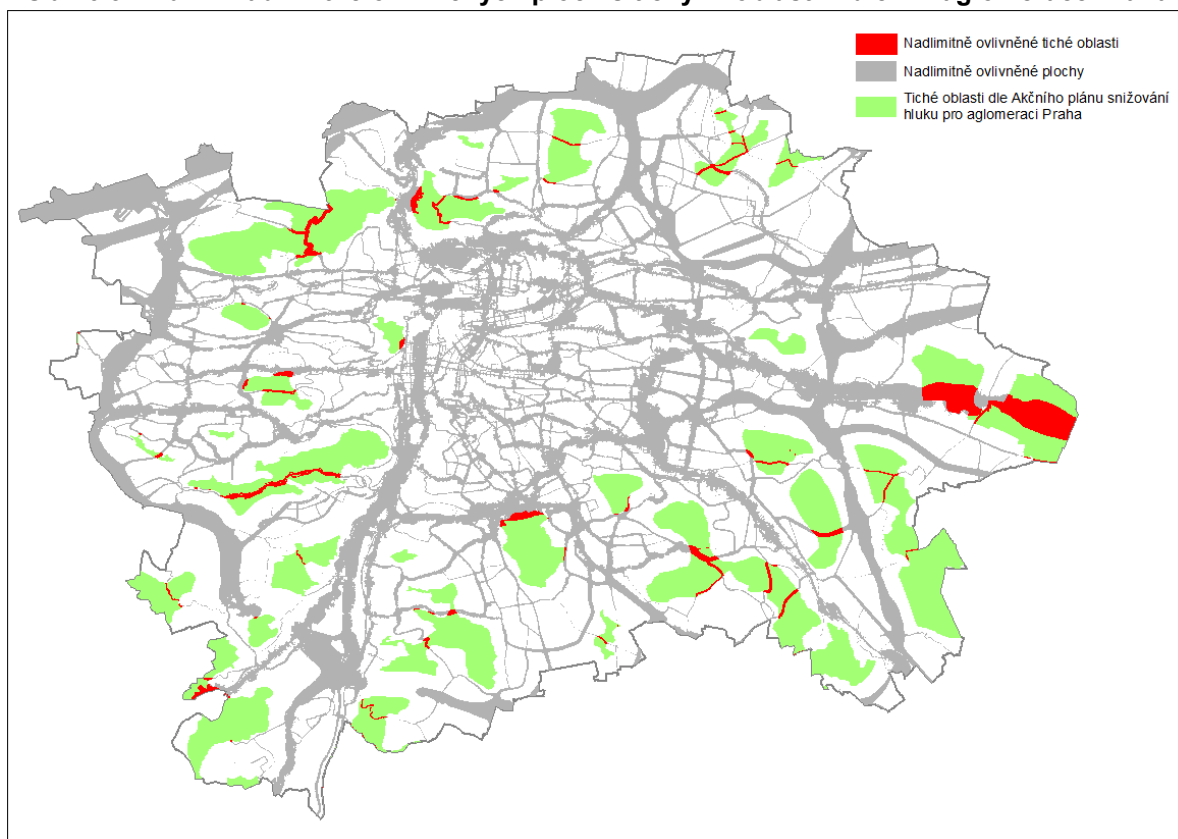 Nadlimitně ovlivněné tiché oblasti
Nadlimitně ovlivněné plochy
Tiché oblasti dle Akčního plánu snižování
hluku pro aglomeraci Praha